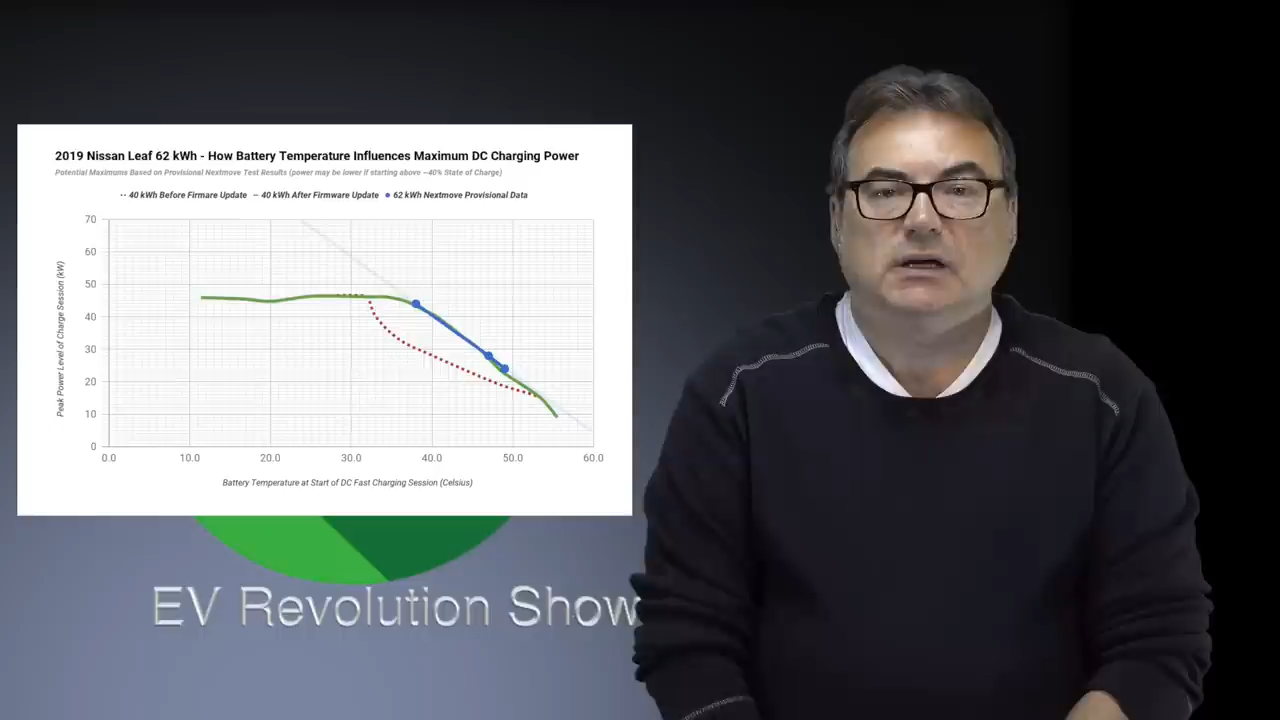 2019 Nissan Leaf 62 kWh - How Battery Temperature Influences Maximum DC Charging Power
Potential Maximums Based on Provisional Nextmove Test Results (power may be lower if starting above ~40% State of Charge)
40 kWh Before Firmare Update 40 kWh After Firmware Update 62 kWh Nextmove Provisional Data
Peak Power Level of Charge Session (kW)
70
60
50
40
30
20
10
0
0.0 10.0 20.0 30.0 40.0 50.0 60.0
Battery Temperature at Start of DC Fast Charging Session (Celsius)
EV Revolution Show